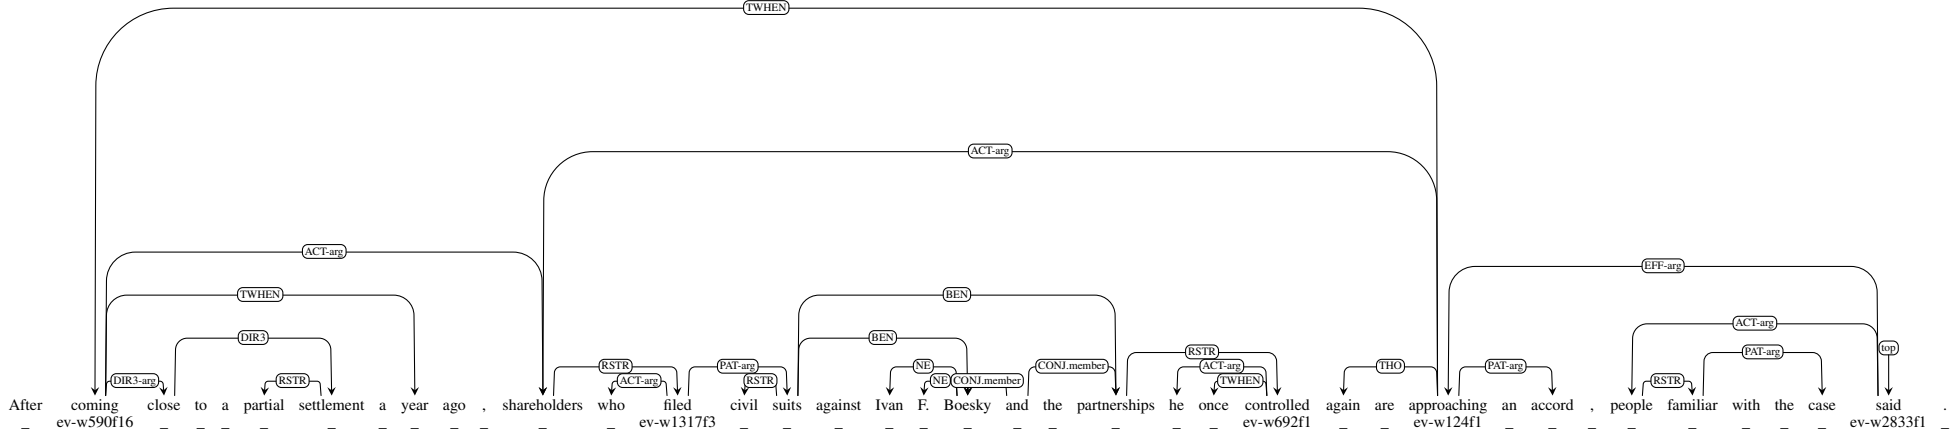 TWHEN
ACT-arg
ACT-arg EFF-arg
TWHEN BEN
ACT-arg
DIR3 BEN top
RSTR PAT-arg NE CONJ.member RSTR ACT-arg THO PAT-arg PAT-arg
DIR3-arg RSTR ACT-arg RSTR NE CONJ.member TWHEN RSTR
After coming close to a partial settlement a year ago , shareholders who filed civil suits against Ivan F. Boesky and the partnerships he once controlled again are approaching an accord , people familiar with the case said .
_ ev-w590f16 _ _ _ _ _ _ _ _ _ _ _ ev-w1317f3 _ _ _ _ _ _ _ _ _ _ _ ev-w692f1 _ _ ev-w124f1 _ _ _ _ _ _ _ _ ev-w2833f1 _